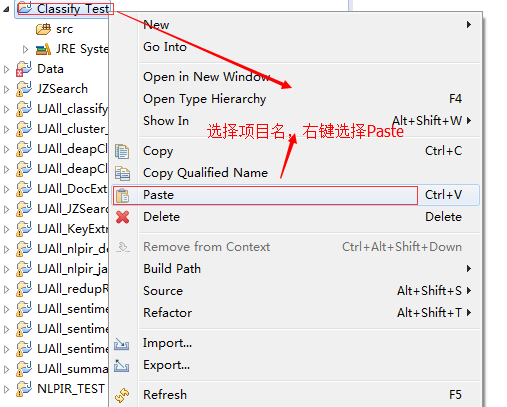 Classify_Test
src
JRE System
Data
JZSearch
LJAll_classify
LJAll_cluster_
LJAll_deapCl
LJAll_deapCl
LJAll_DocExt
LJAll_JZSearch
LJAll_KeyExtr
LJAll_nlpir_de
LJAll_nlpir_ja
LJAll_redupR
LJAll_sentime
LJAll_sentime
LJAll_sentime
LJAll_summa
NLPIR_TEST
New
Go Into
Open in New Window
Open Type Hierarchy F4
Show In Alt+Shift+W
选择项目名，右键选择Paste
Copy Ctrl+C
Copy Qualified Name
Paste Ctrl+V
Delete Delete
Remove from Context Ctrl+Alt+Shift+Down
Build Path
Source Alt+Shift+S
Refactor Alt+Shift+T
Import...
Export...
Refresh F5